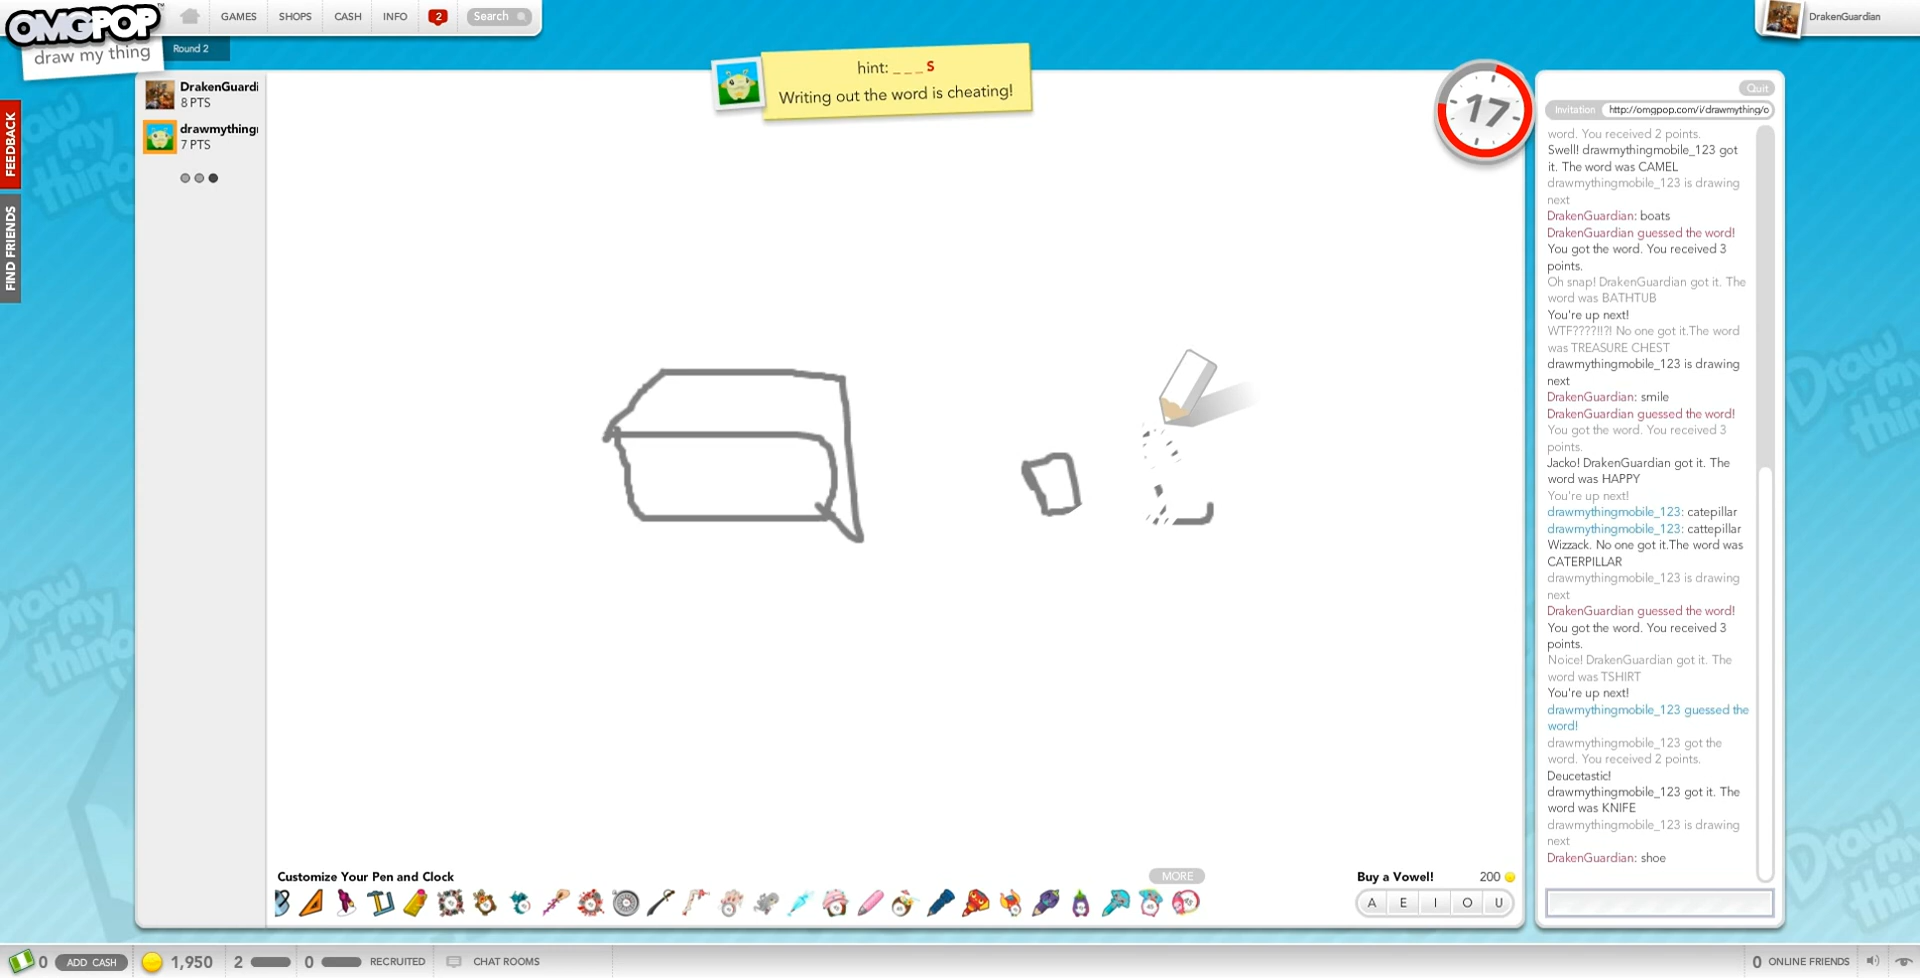 OMGPOP™
draw my thing
GAMES
SHOPS
CASH
INFO
2
Search
DrakenGuardian
Round 2
FEEDBACK
FIND FRIENDS
DrakenGuardi
8 PTS
drawmything
7 PTS
hint: _ _ _ S
Writing out the word is cheating!
17
Quit
Invitation http://omgpop.com/i/drawmything/o
word. You received 2 points.
Swell! drawmythingmobile_123 got
it. The word was CAMEL
drawmythingmobile_123 is drawing
next
DrakenGuardian: boats
DrakenGuardian guessed the word!
You got the word. You received 3
points.
Oh snap! DrakenGuardian got it. The
word was BATHTUB
You're up next!
WTF????!!?! No one got it.The word
was TREASURE CHEST
drawmythingmobile_123 is drawing
next
DrakenGuardian: smile
DrakenGuardian guessed the word!
You got the word. You received 3
points.
Jacko! DrakenGuardian got it. The
word was HAPPY
You're up next!
drawmythingmobile_123: catepillar
drawmythingmobile_123: cattepillar
Wizzack. No one got it.The word was
CATERPILLAR
drawmythingmobile_123 is drawing
next
DrakenGuardian guessed the word!
You got the word. You received 3
points.
Noice! DrakenGuardian got it. The
word was TSHIRT
You're up next!
drawmythingmobile_123 guessed the
word!
drawmythingmobile_123 got the
word. You received 2 points.
Deucetastic!
drawmythingmobile_123 got it. The
word was KNIFE
drawmythingmobile_123 is drawing
next
DrakenGuardian: shoe
Customize Your Pen and Clock
MORE
Buy a Vowel! 200
A E I O U
0 ADD CASH
1,950
2
0 RECRUITED
CHAT ROOMS
0 ONLINE FRIENDS